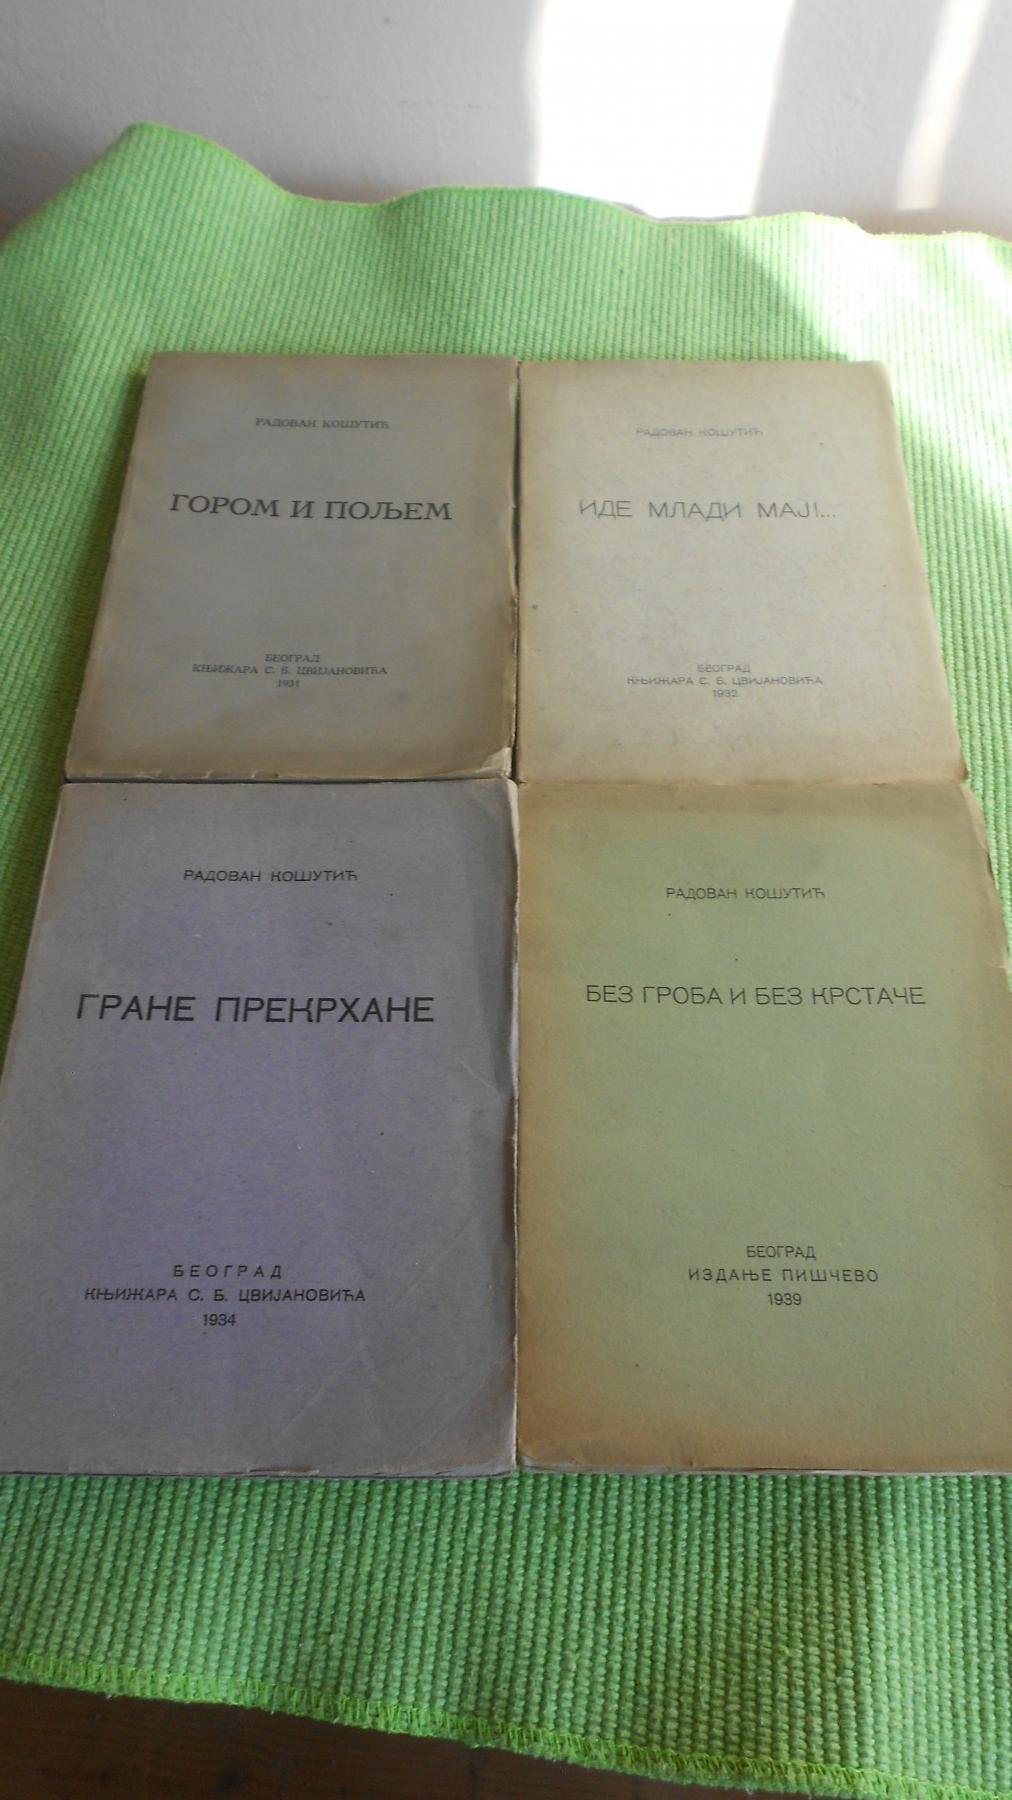 РАДОВАН КОШУТИЋ
ГОРОМ И ПОЉЕМ
БЕОГРАД
КЊИЖАРА С. Б. ЦВИЈАНОВИЋА
1931
РАДОВАН КОШУТИЋ
ИДЕ МЛАДИ МАЈ!...
БЕОГРАД
КЊИЖАРА С. Б. ЦВИЈАНОВИЋА
1932
РАДОВАН КОШУТИЋ
ГРАНЕ ПРЕКРХАНЕ
БЕОГРАД
КЊИЖАРА С. Б. ЦВИЈАНОВИЋА
1934
РАДОВАН КОШУТИЋ
БЕЗ ГРОБА И БЕЗ КРСТАЧЕ
БЕОГРАД
ИЗДАЊЕ ПИШЧЕВО
1939